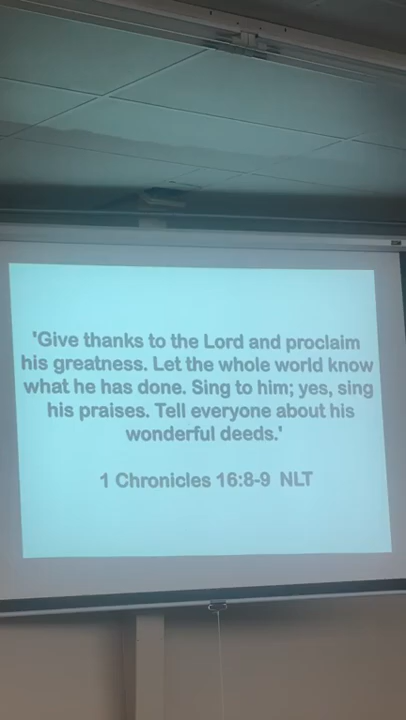 'Give thanks to the Lord and proclaim
his greatness. Let the whole world know
what he has done. Sing to him; yes, sing
his praises. Tell everyone about his
wonderful deeds.'
1 Chronicles 16:8-9 NLT